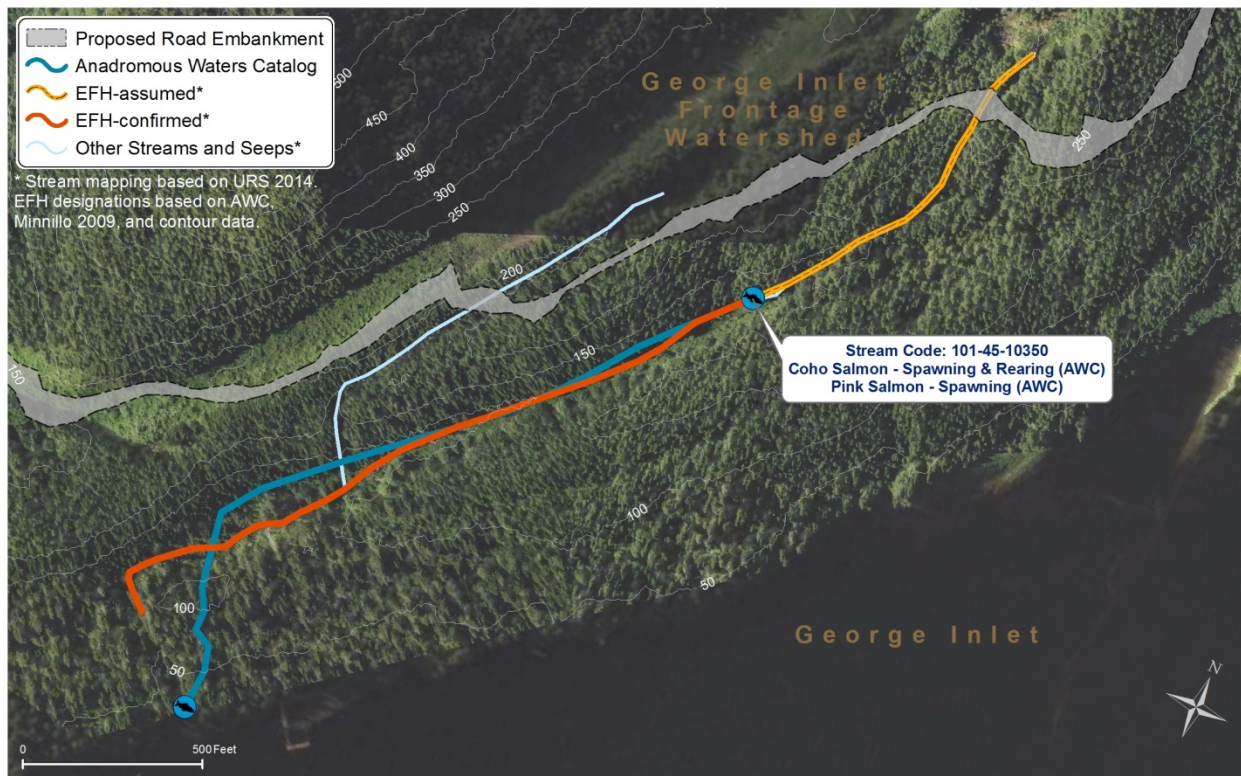 Proposed Road Embankment
Anadromous Waters Catalog
EFH-assumed*
EFH-confirmed*
Other Streams and Seeps*
* Stream mapping based on URS 2014.
EFH designations based on AWC,
Minnillo 2009, and contour data.
George Inlet
Frontage
Watershed
500
450
400
350
300
250
250
200
150
150
Stream Code: 101-45-10350
Coho Salmon - Spawning & Rearing (AWC)
Pink Salmon - Spawning (AWC)
100
50
100
George Inlet
50
N
0
500 Feet